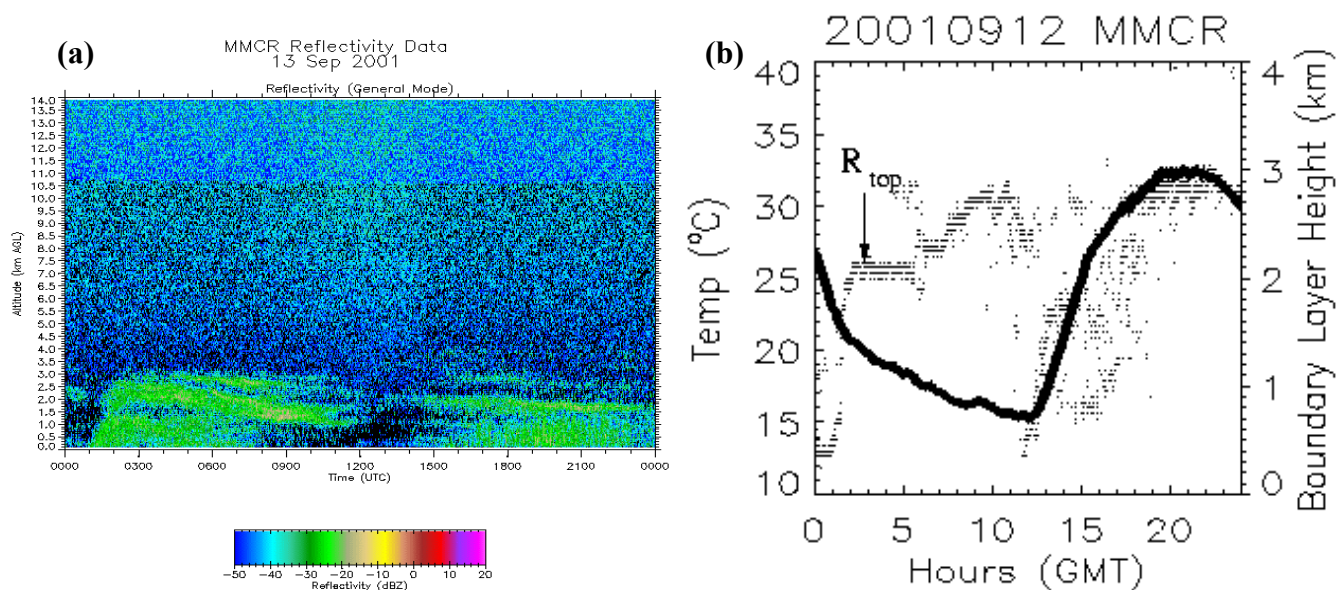 (a)
MMCR Reflectivity Data
13 Sep 2001
Reflectivity (General Mode)
14.0
13.5
13.0
12.5
12.0
11.5
11.0
10.5
10.0
9.5
9.0
8.5
8.0
7.5
7.0
6.5
6.0
5.5
5.0
4.5
4.0
3.5
3.0
2.5
2.0
1.5
1.0
0.5
0.0
Altitude (km AGL)
0000 0300 0600 0900 1200 1500 1800 2100 0000
Time (UTC)
-50 -40 -30 -20 -10 0 10 20
Reflectivity (dBZ)
(b)
20010912 MMCR
40
35
30
25
20
15
10
Temp (ºC)
R top
4
3
2
1
0
Boundary Layer Height (km)
0 5 10 15 20
Hours (GMT)